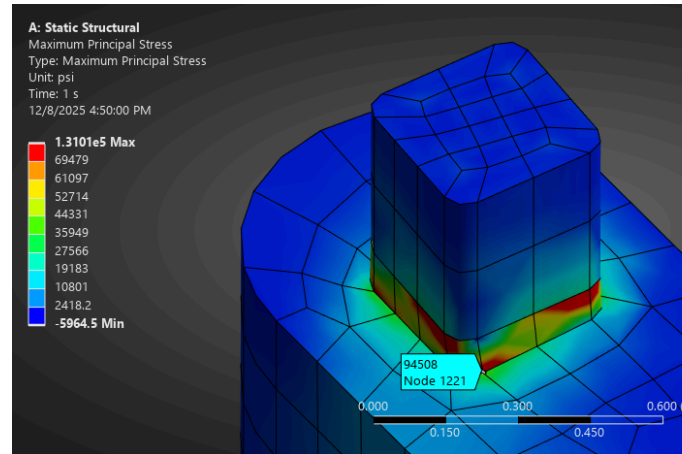 A: Static Structural
Maximum Principal Stress
Type: Maximum Principal Stress
Unit: psi
Time: 1 s
12/8/2025 4:50:00 PM
1.3101e5 Max
69479
61097
52714
44331
35949
27566
19183
10801
2418.2
-5964.5 Min
94508
Node 1221
0.000 0.300 0.600 (
0.150 0.450